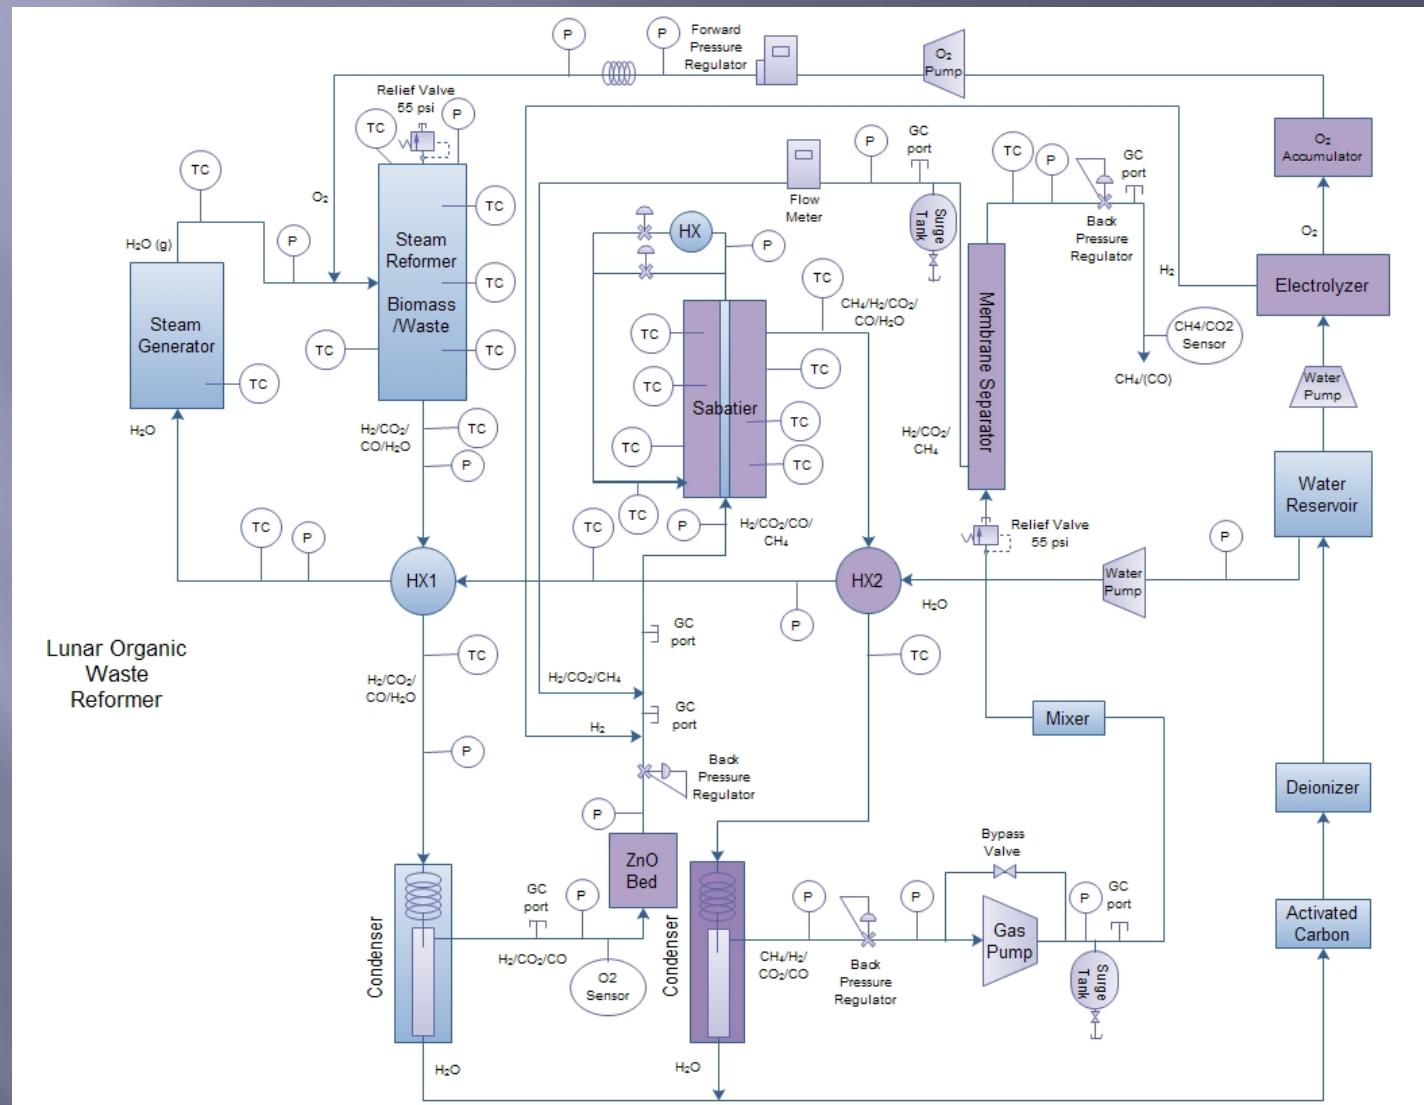 P
P
Forward
Pressure
Regulator
O₂
Pump
Relief Valve
55 psi
TC
P
GC
port
P
TC
P
GC
port
O₂
Accumulator
TC
O₂
TC
Flow
Meter
Surge
Tank
Back
Pressure
Regulator
H₂O (g)
P
Steam
Reformer
HX
P
O₂
H₂
TC
TC
Electrolyzer
Biomass
/Waste
CH₄/H₂/CO₂/
CO/H₂O
Steam
Generator
TC
TC
TC
CH4/CO2
Sensor
TC
TC
TC
Membrane Separator
CH₄/(CO)
Water
Pump
Sabatier
H₂O
H₂/CO₂/
CO/H₂O
TC
TC
TC
TC
H₂/CO₂/
CH₄
P
Water
Reservoir
TC
P
TC
TC
P
H₂/CO₂/CO/
CH₄
Relief Valve
55 psi
P
HX1
HX2
Water
Pump
H₂O
P
GC
port
Lunar Organic
Waste
Reformer
TC
TC
H₂/CO₂/
CO/H₂O
H₂/CO₂/CH₄
GC
port
Mixer
H₂
P
Back
Pressure
Regulator
Deionizer
P
Bypass
Valve
ZnO
Bed
GC
port
P
P
P
P
GC
port
Activated
Carbon
Condenser
Condenser
Gas
Pump
H₂/CO₂/CO
CH₄/H₂/
CO₂/CO
Back
Pressure
Regulator
Surge
Tank
O2
Sensor
H₂O
H₂O